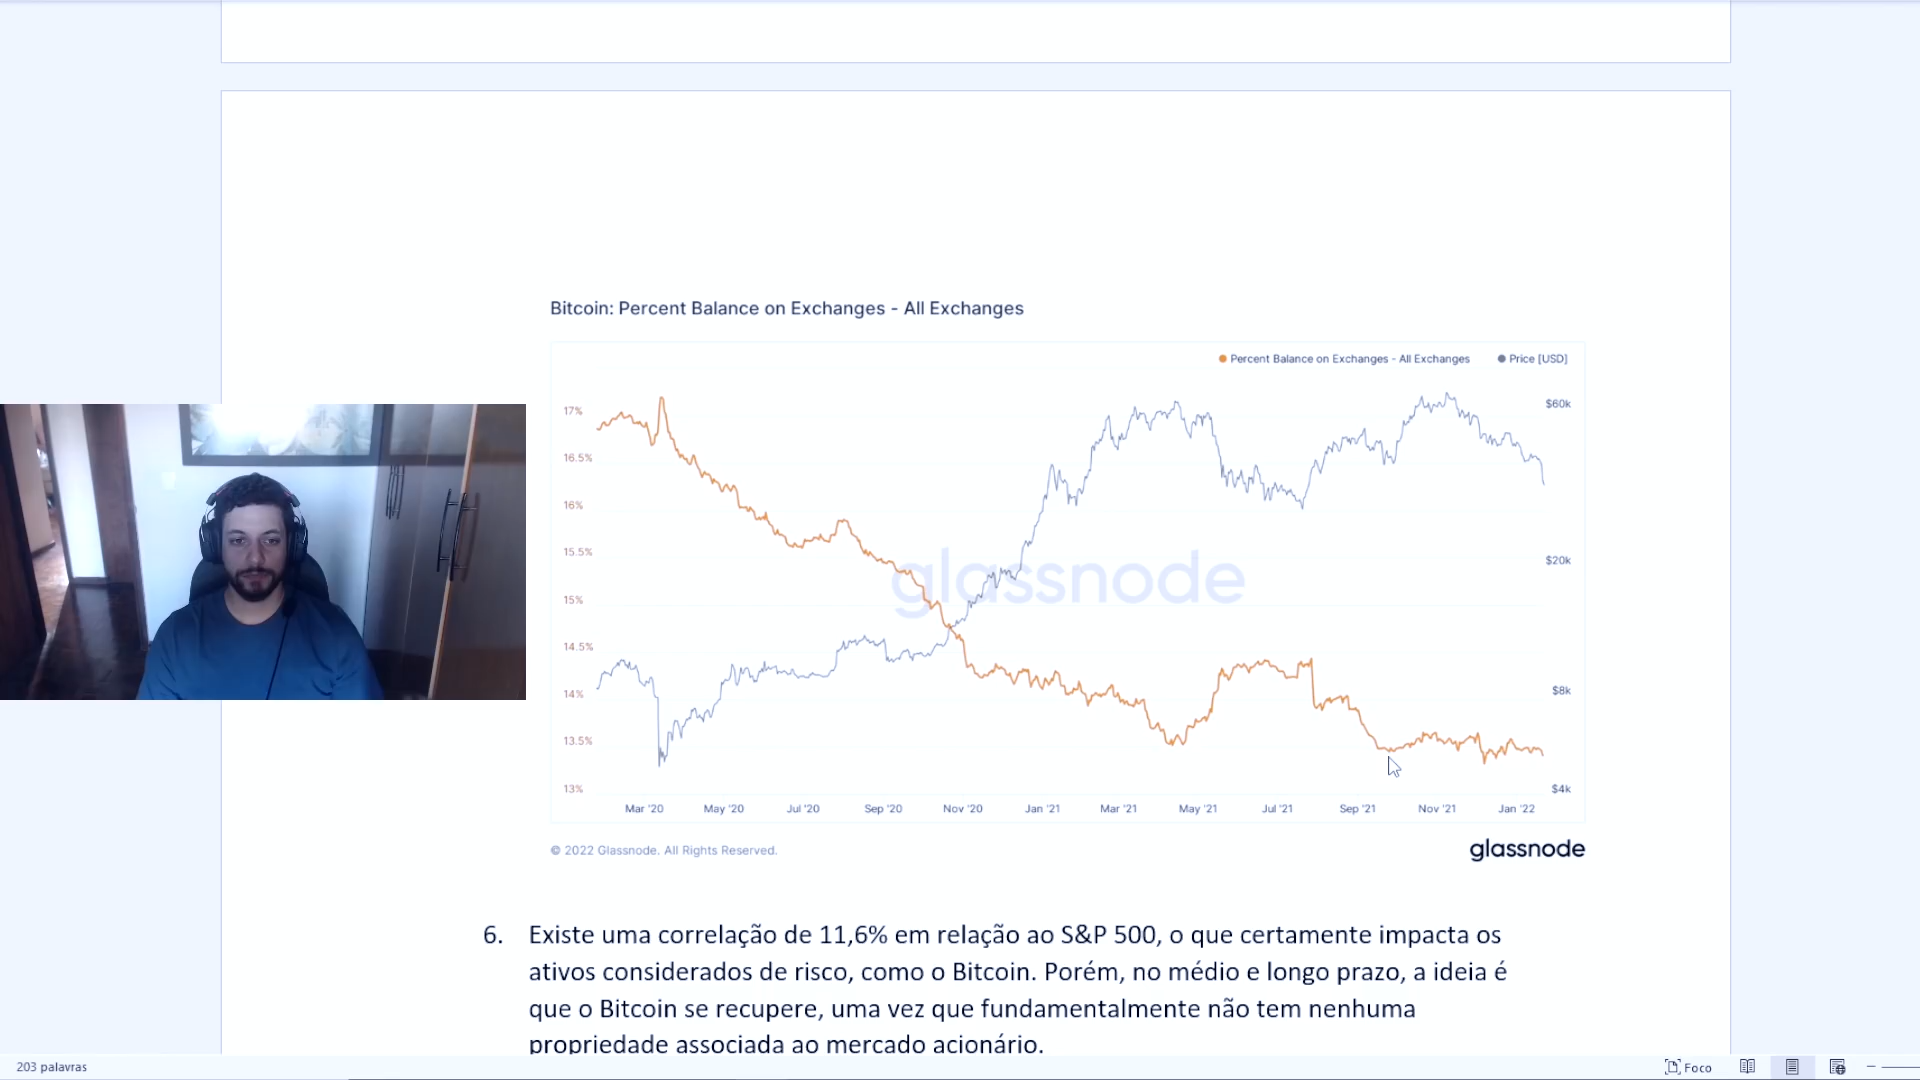 Bitcoin: Percent Balance on Exchanges - All Exchanges
Percent Balance on Exchanges - All Exchanges
Price [USD]
17%
16.5%
16%
15.5%
15%
14.5%
14%
13.5%
13%
$60k
$20k
$8k
$4k
glassnode
Mar '20 May '20 Jul '20 Sep '20 Nov '20 Jan '21 Mar '21 May '21 Jul '21 Sep '21 Nov '21 Jan '22
© 2022 Glassnode. All Rights Reserved.
glassnode
6. Existe uma correlação de 11,6% em relação ao S&P 500, o que certamente impacta os
ativos considerados de risco, como o Bitcoin. Porém, no médio e longo prazo, a ideia é
que o Bitcoin se recupere, uma vez que fundamentalmente não tem nenhuma
propriedade associada ao mercado acionário.
203 palavras
Foco